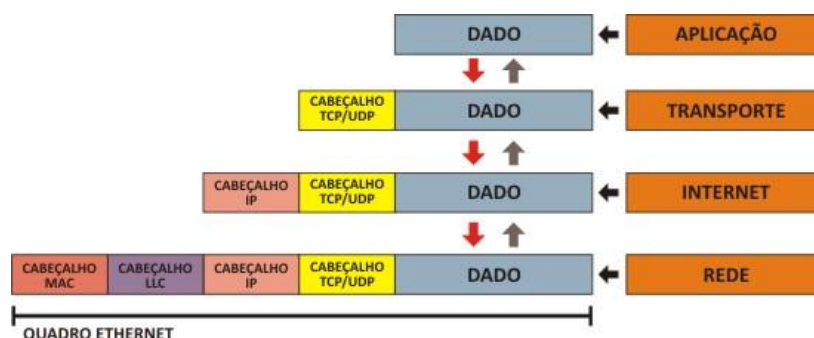 DADO
APLICAÇÃO
CABEÇALHO
TCP/UDP
DADO
TRANSPORTE
CABEÇALHO
IP
CABEÇALHO
TCP/UDP
DADO
INTERNET
CABEÇALHO
MAC
CABEÇALHO
LLC
CABEÇALHO
IP
CABEÇALHO
TCP/UDP
DADO
REDE
QUADRO ETHERNET